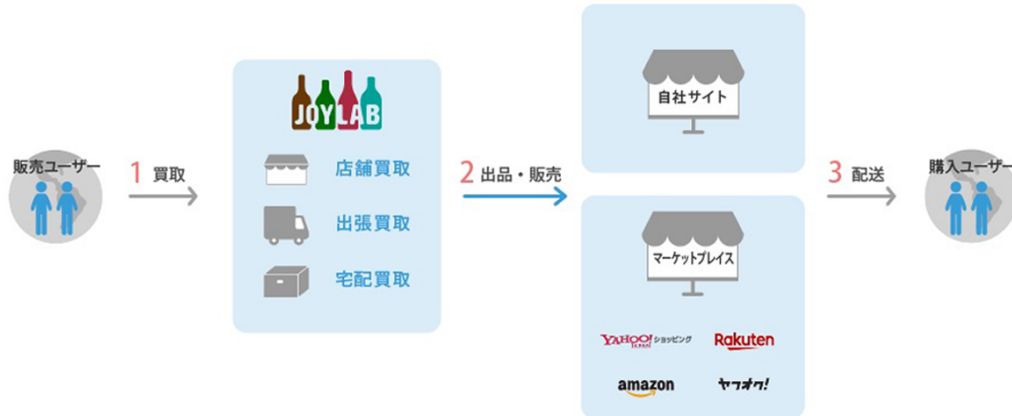 販売ユーザー
1 買取
JOYLAB
店舗買取
出張買取
宅配買取
2 出品・販売
自社サイト
マーケットプレイス
YAHOO! JAPAN ショッピング
Rakuten
amazon
ヤフオク!
3 配送
購入ユーザー